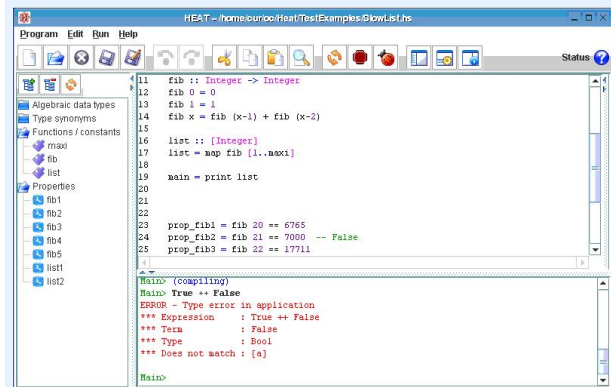 HEAT – /home/our/oc/Heat/TestExamples/SlowList.hs
Program Edit Run Help
Status
Algebraic data types
Type synonyms
Functions / constants
maxi
fib
list
Properties
fib1
fib2
fib3
fib4
fib5
list1
list2
11 fib :: Integer -> Integer
12 fib 0 = 0
13 fib 1 = 1
14 fib x = fib (x-1) + fib (x-2)
15
16 list :: [Integer]
17 list = map fib [1..maxi]
18
19 main = print list
20
21
22
23 prop_fib1 = fib 20 == 6765
24 prop_fib2 = fib 21 == 7000 -- False
25 prop_fib3 = fib 22 == 17711
Main> (compiling)
Main> True ++ False
ERROR - Type error in application
*** Expression : True ++ False
*** Term : False
*** Type : Bool
*** Does not match : [a]
Main>